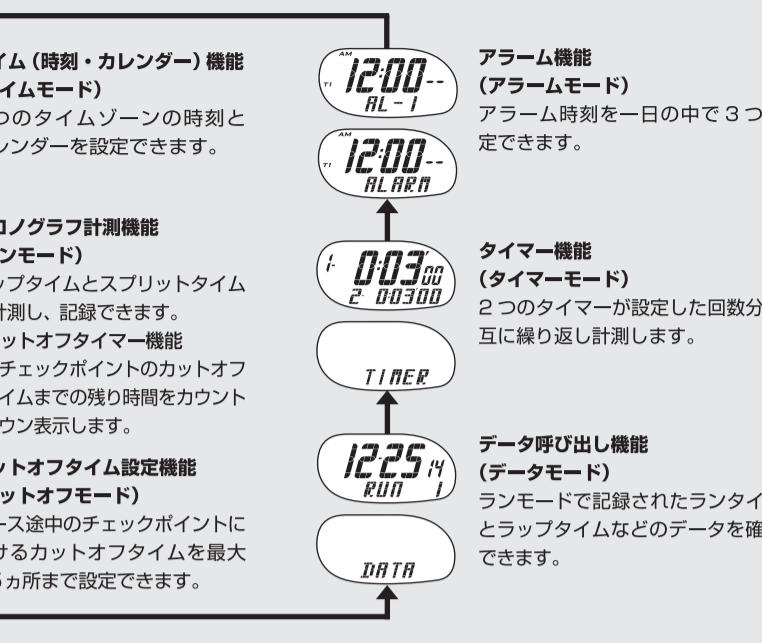 イム（時刻・カレンダー）機能
イムモード）
つのタイムゾーンの時刻と
レンダーを設定できます。
ロノグラフ計測機能
ンモード）
ップタイムとスプリットタイム
計測し、記録できます。
ットオフタイマー機能
チェックポイントのカットオフ
イムまでの残り時間をカウント
ウン表示します。
ットオフタイム設定機能
ットオフモード）
ース途中のチェックポイントに
けるカットオフタイムを最大
5ヵ所まで設定できます。
AM
T1 12:00--
AL-1
AM
T1 12:00--
ALARM
1- 0:03'00
2- 0:03'00
TIMER
12-25 14
RUN 1
DATA
アラーム機能
（アラームモード）
アラーム時刻を一日の中で3つ
定できます。
タイマー機能
（タイマーモード）
2つのタイマーが設定した回数分
互に繰り返し計測します。
データ呼び出し機能
（データモード）
ランモードで記録されたランタイ
とラップタイムなどのデータを確
できます。